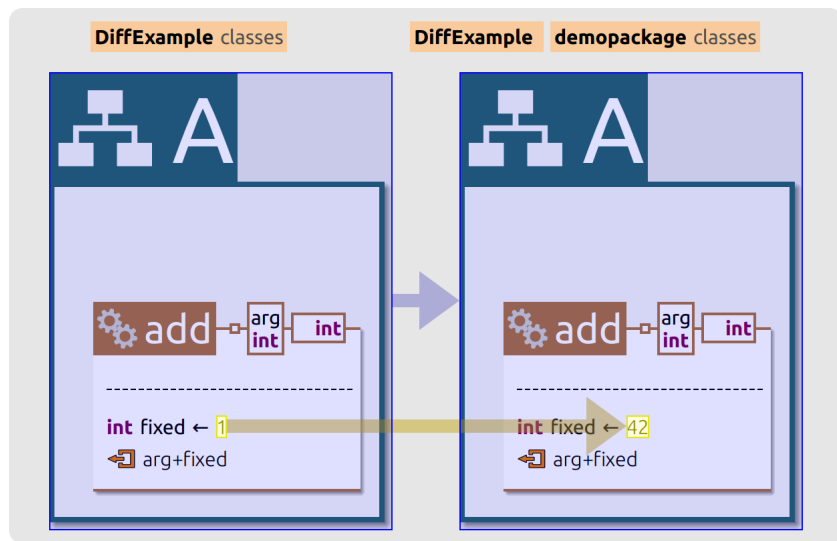 DiffExample classes
DiffExample demopackage classes
A
add
arg
int
int
int fixed ← 1
arg+fixed
A
add
arg
int
int
int fixed ← 42
arg+fixed